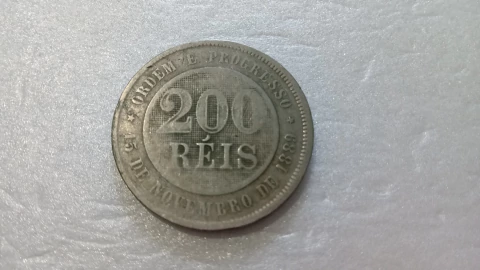 ORDEM E PROGRESSO
200
RÉIS
15 DE NOVEMBRO DE 1889